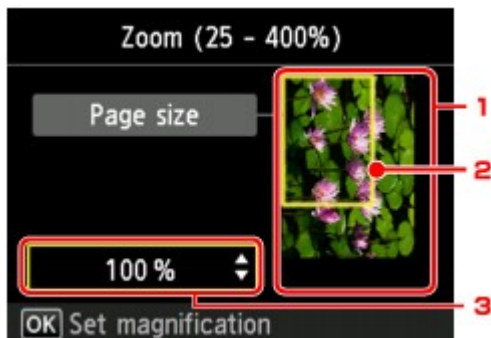 Zoom (25 - 400%)
Page size
1
2
100 %
3
OK Set magnification